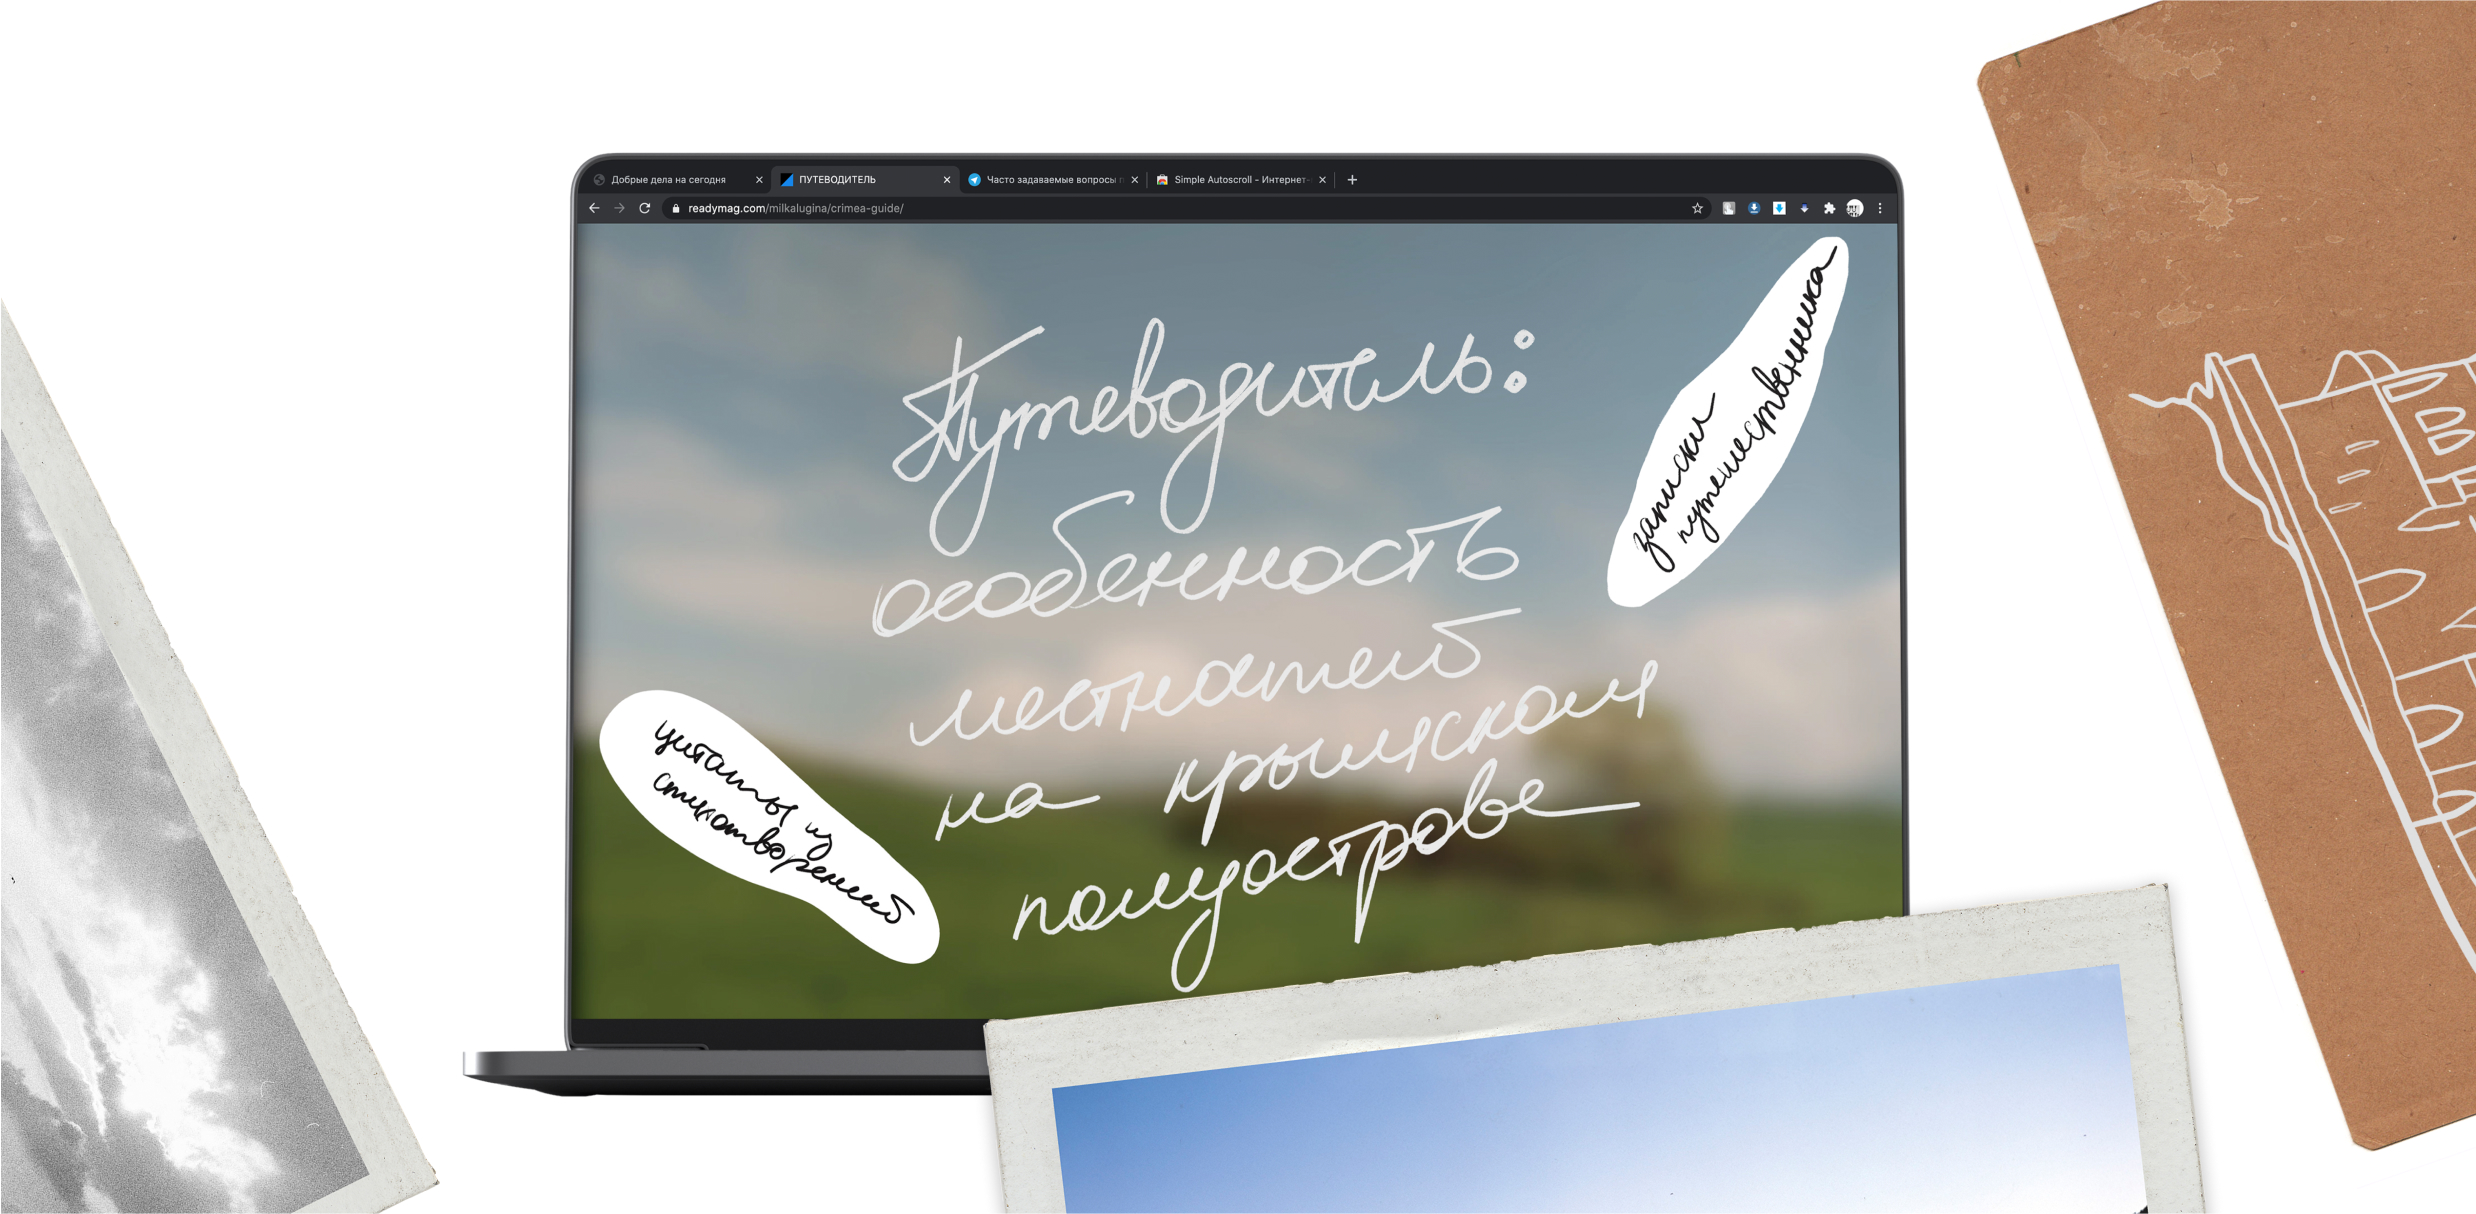 Добрые дела на сегодня
ПУТЕВОДИТЕЛЬ
Часто задаваемые вопросы п
Simple Autoscroll - Интернет-
readymag.com/milkalugina/crimea-guide/
Путеводитель:
особенность
местностей
на крымском
полуострове
записки
путешественника
цитаты из
стихотворений